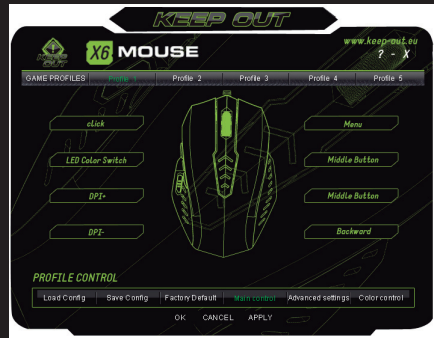 KEEP OUT
www.keep-out.eu
KEEP OUT
X6 MOUSE
? - X
GAME PROFILES Profile 1 Profile 2 Profile 3 Profile 4 Profile 5
cLick
Menu
LED Color Switch
Middle Button
DPI+
Middle Button
DPI-
Backward
PROFILE CONTROL
Load Config Save Config Factory Default Main control Advanced settings Color control
OK CANCEL APPLY